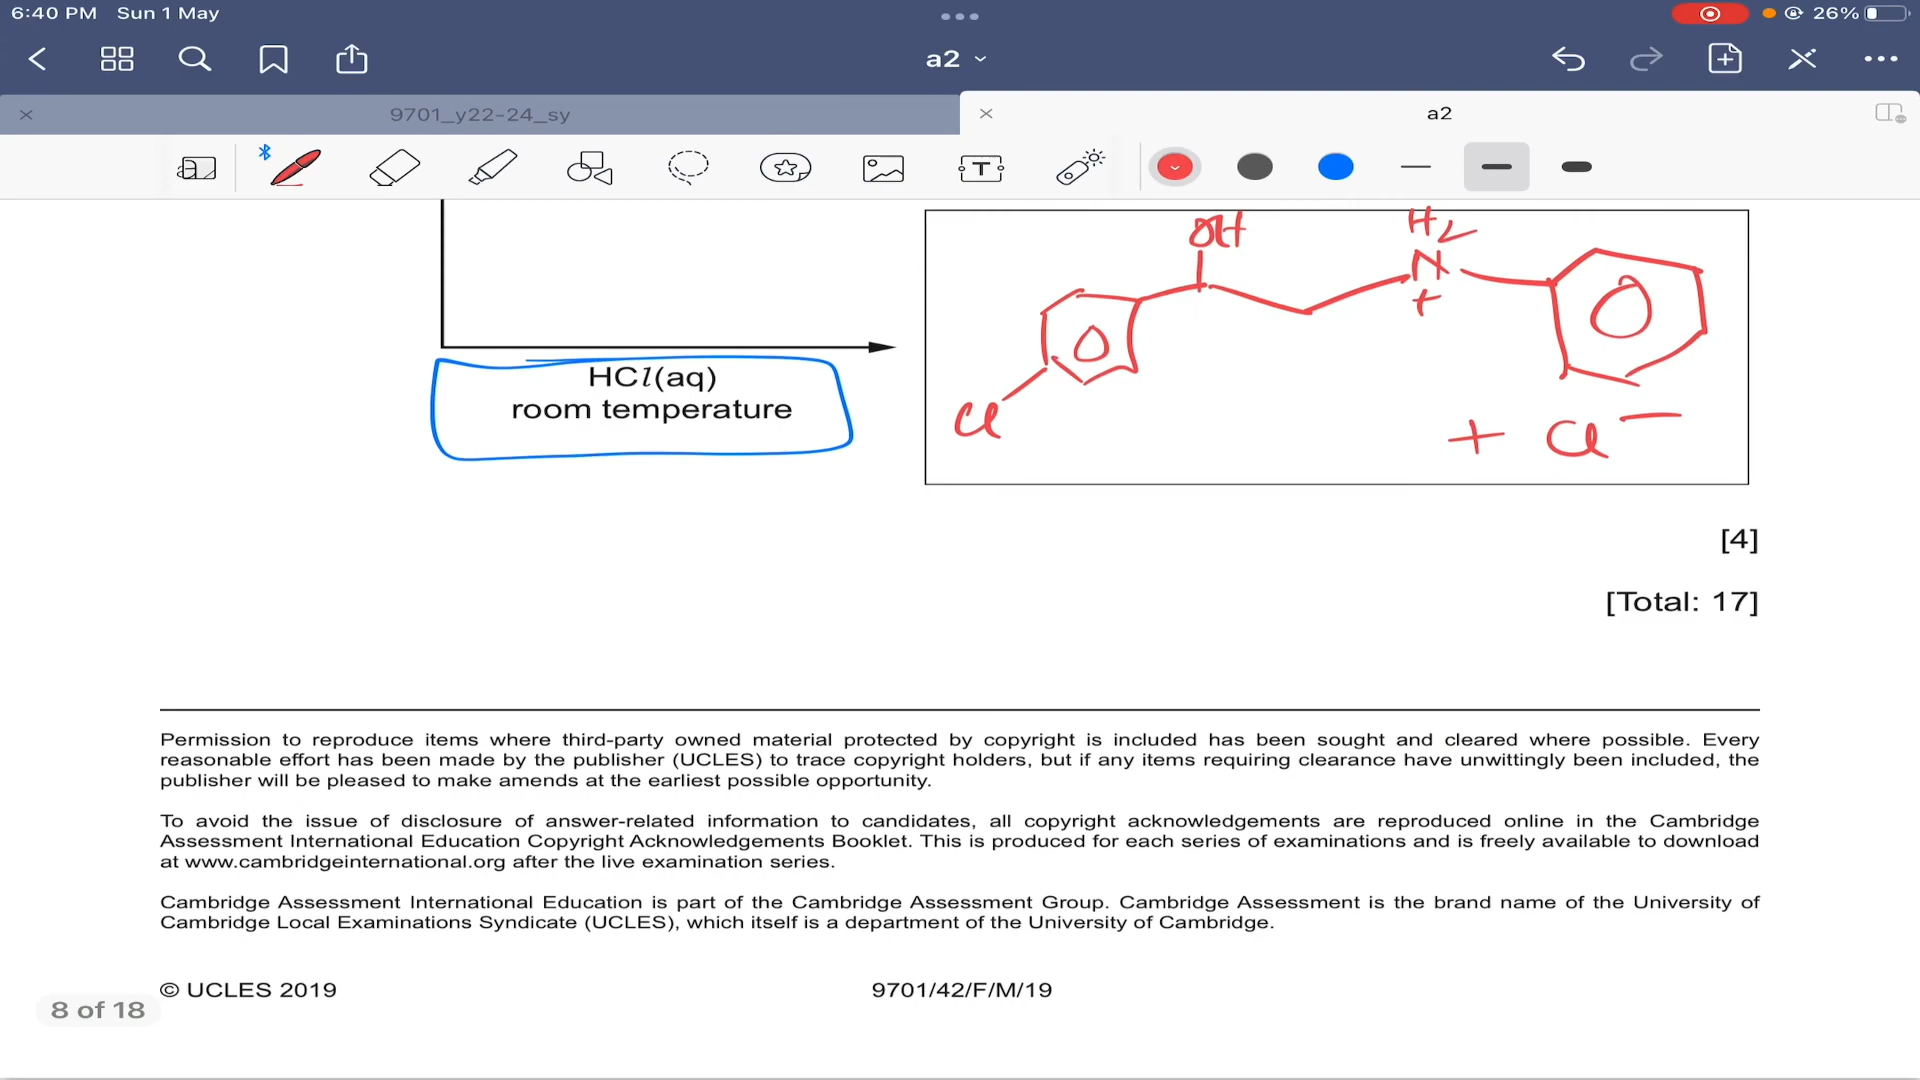 6:40 PM Sun 1 May
26%
a2
9701_y22-24_sy
a2
a
T
OH
H2
N
+
Cl
+ Cl−
HCl(aq)
room temperature
[4]
[Total: 17]
Permission to reproduce items where third-party owned material protected by copyright is included has been sought and cleared where possible. Every
reasonable effort has been made by the publisher (UCLES) to trace copyright holders, but if any items requiring clearance have unwittingly been included, the
publisher will be pleased to make amends at the earliest possible opportunity.
To avoid the issue of disclosure of answer-related information to candidates, all copyright acknowledgements are reproduced online in the Cambridge
Assessment International Education Copyright Acknowledgements Booklet. This is produced for each series of examinations and is freely available to download
at www.cambridgeinternational.org after the live examination series.
Cambridge Assessment International Education is part of the Cambridge Assessment Group. Cambridge Assessment is the brand name of the University of
Cambridge Local Examinations Syndicate (UCLES), which itself is a department of the University of Cambridge.
© UCLES 2019
9701/42/F/M/19
8 of 18